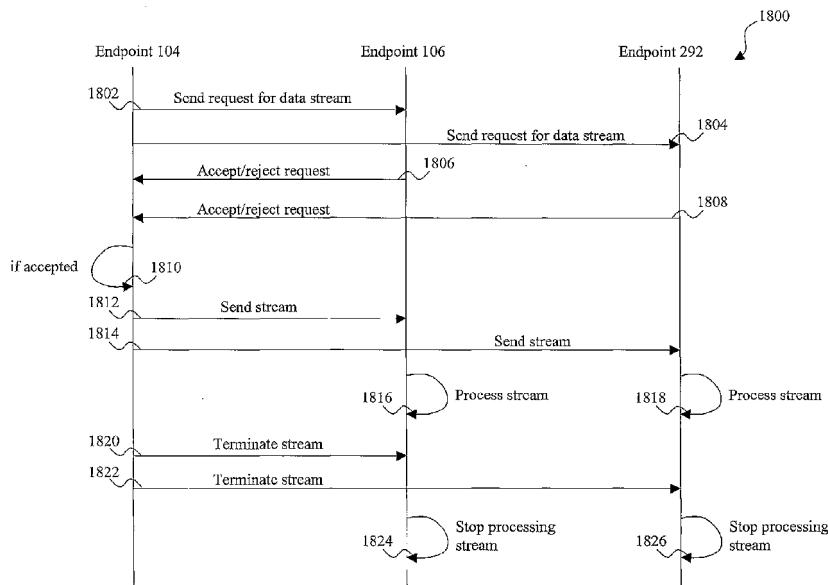 1800
Endpoint 104
Endpoint 106
Endpoint 292
1802
Send request for data stream
Send request for data stream
1804
Accept/reject request
1806
Accept/reject request
1808
if accepted
1810
1812
Send stream
1814
Send stream
1816
Process stream
1818
Process stream
1820
Terminate stream
1822
Terminate stream
1824
Stop processing
stream
1826
Stop processing
stream